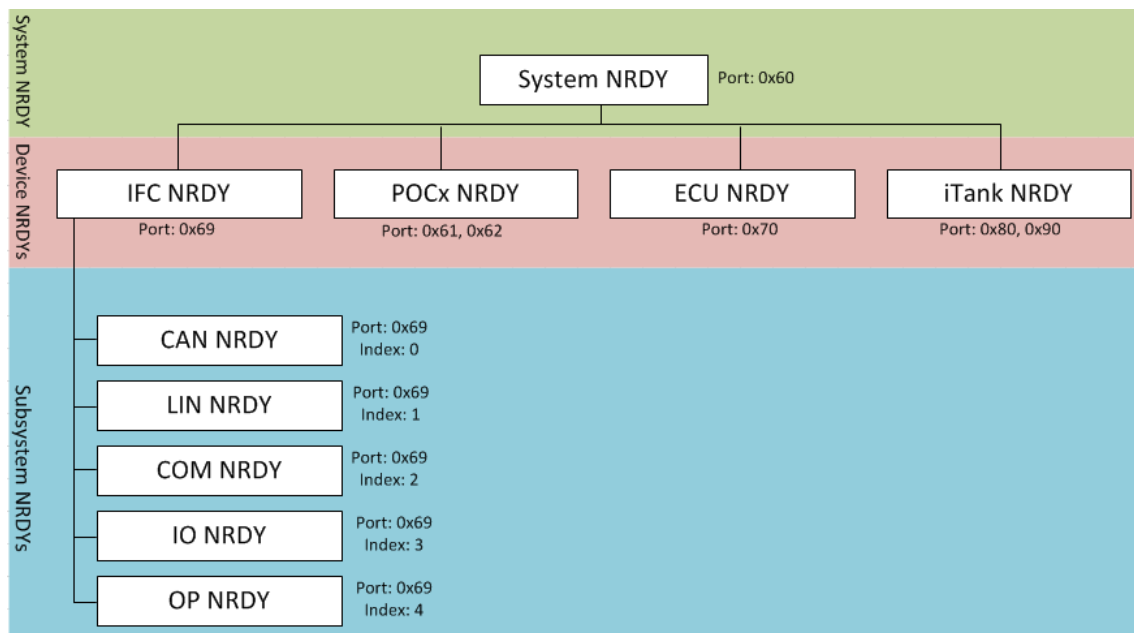 System NRDY
System NRDY
Port: 0x60
Device NRDYs
IFC NRDY
Port: 0x69
POCx NRDY
Port: 0x61, 0x62
ECU NRDY
Port: 0x70
iTank NRDY
Port: 0x80, 0x90
Subsystem NRDYs
CAN NRDY
Port: 0x69
Index: 0
LIN NRDY
Port: 0x69
Index: 1
COM NRDY
Port: 0x69
Index: 2
IO NRDY
Port: 0x69
Index: 3
OP NRDY
Port: 0x69
Index: 4